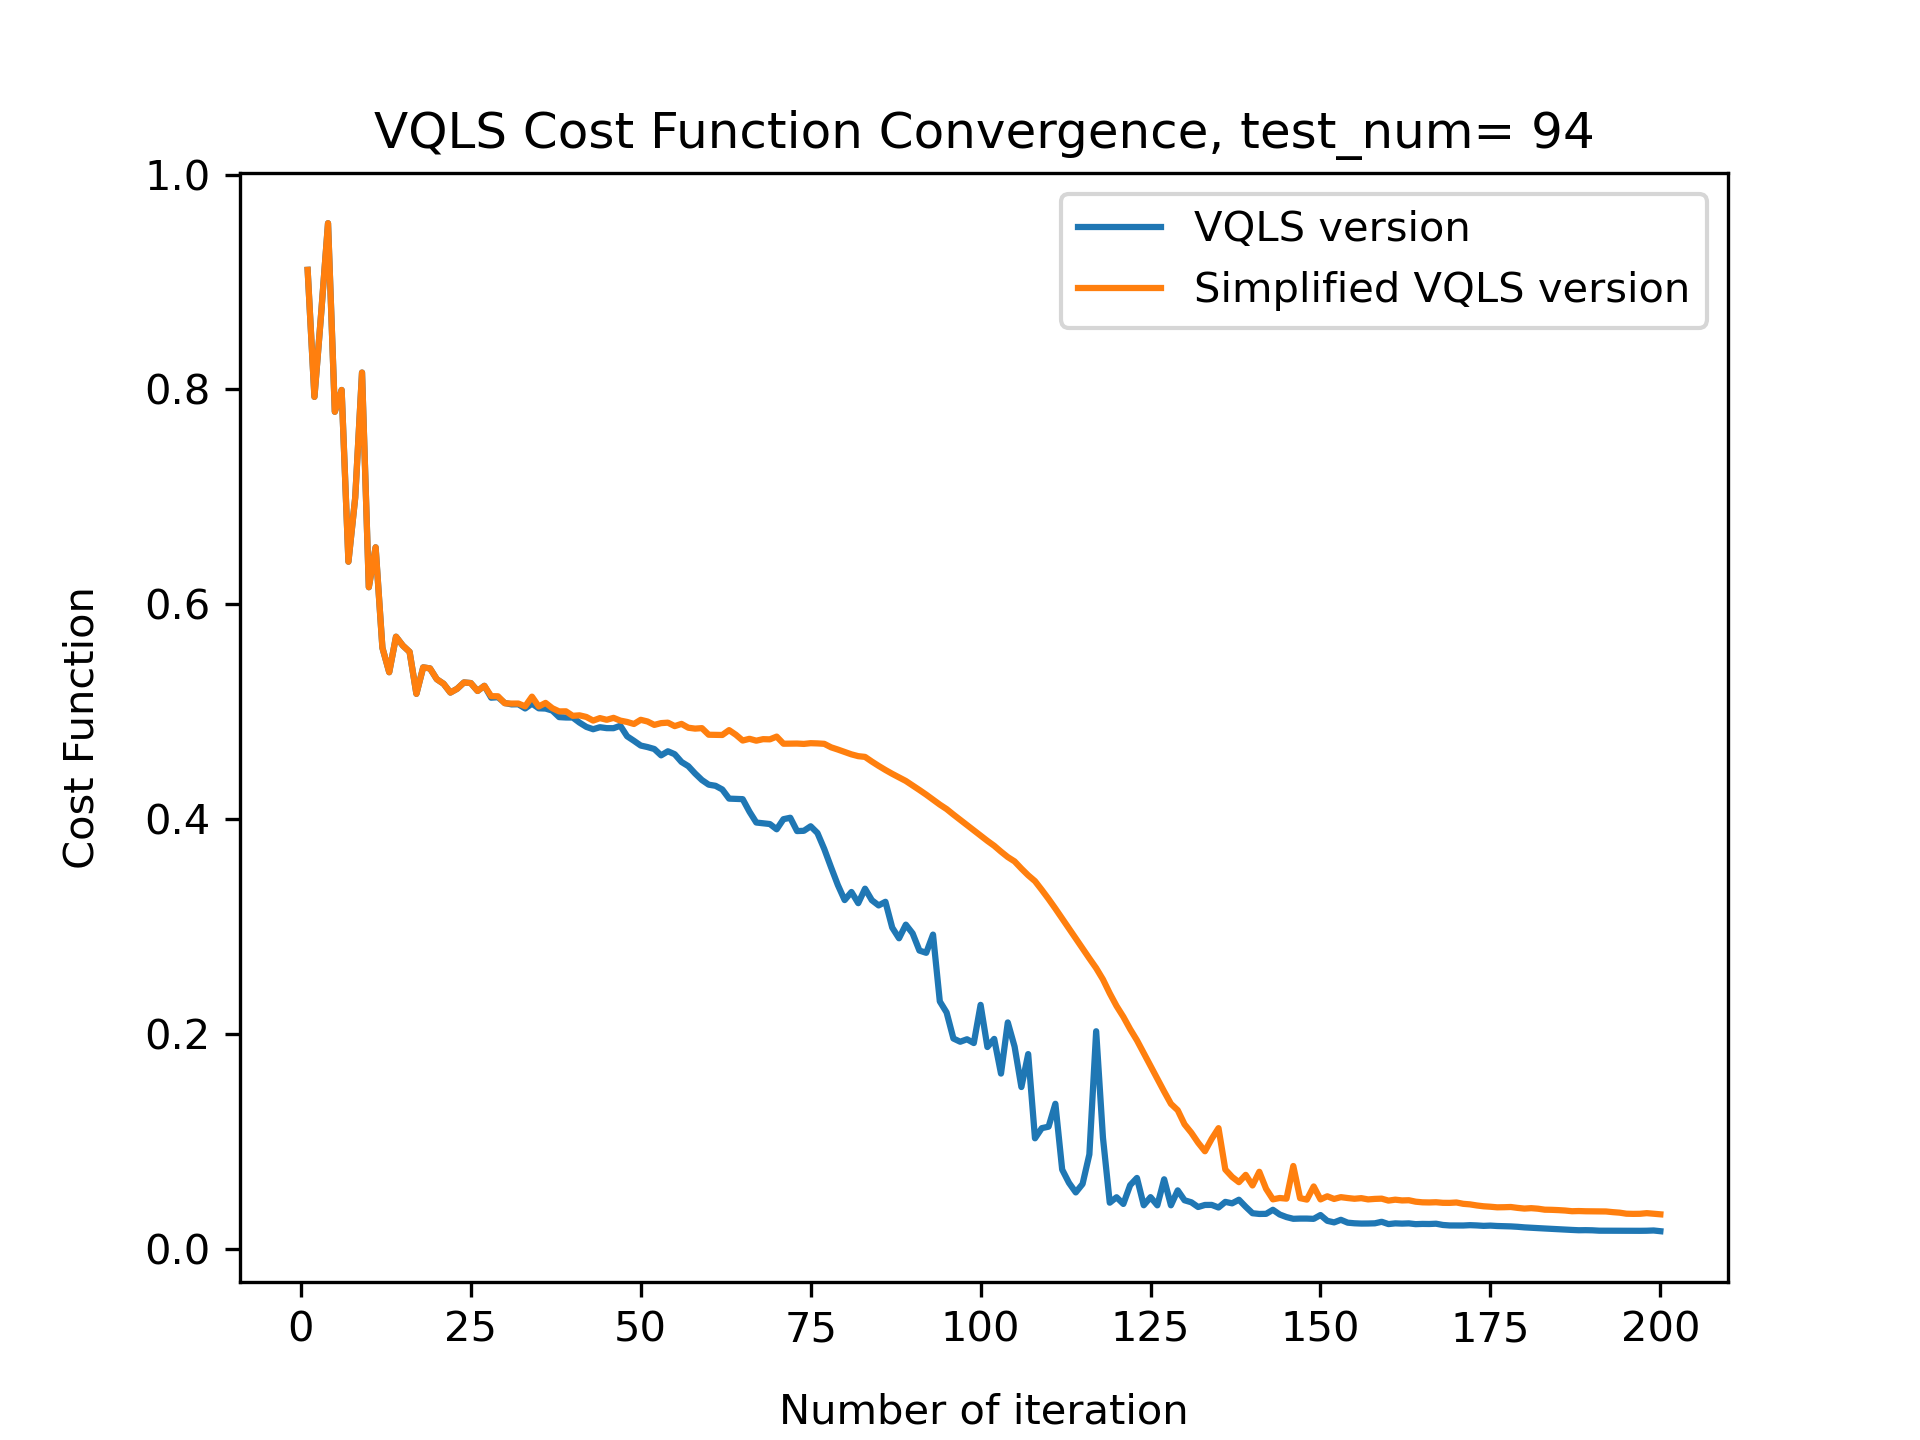 VQLS Cost Function Convergence, test_num= 94
VQLS version
Simplified VQLS version
Cost Function
1.0
0.8
0.6
0.4
0.2
0.0
0 25 50 75 100 125 150 175 200
Number of iteration